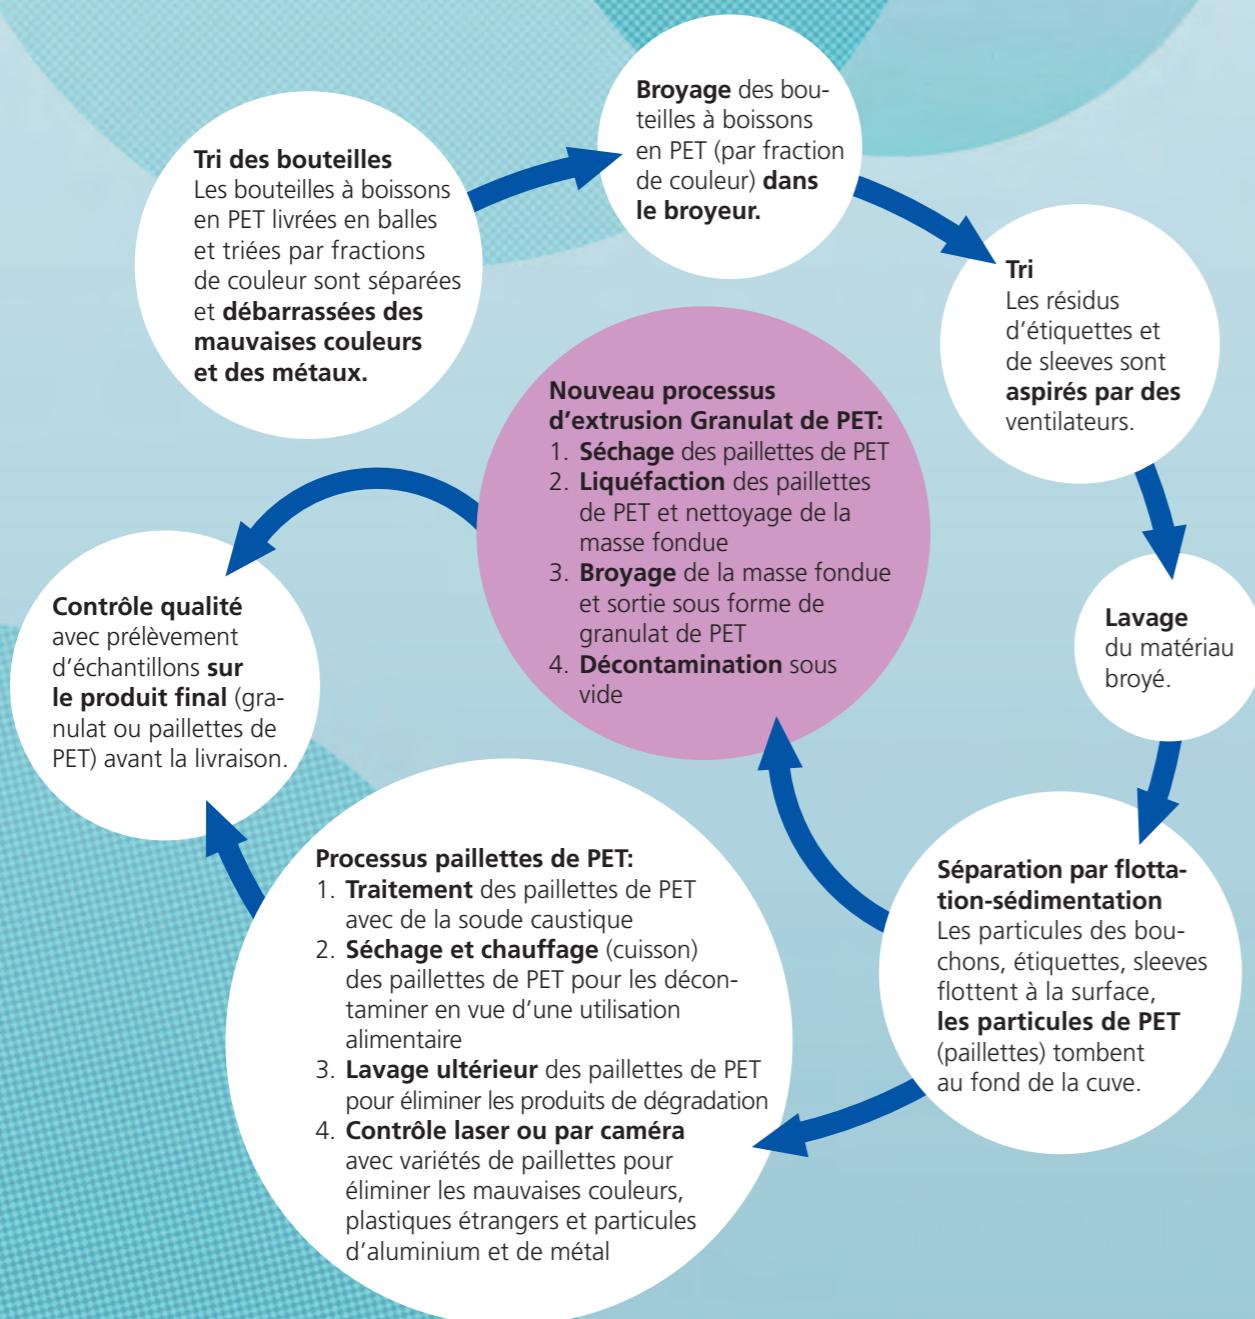 Tri des bouteilles
Les bouteilles à boissons
en PET livrées en balles
et triées par fractions
de couleur sont séparées
et débarrassées des
mauvaises couleurs
et des métaux.
Broyage des bou-
teilles à boissons
en PET (par fraction
de couleur) dans
le broyeur.
Tri
Les résidus
d’étiquettes et
de sleeves sont
aspirés par des
ventilateurs.
Lavage
du matériau
broyé.
Séparation par flotta-
tion-sédimentation
Les particules des bou-
chons, étiquettes, sleeves
flottent à la surface,
les particules de PET
(paillettes) tombent
au fond de la cuve.
Nouveau processus
d’extrusion Granulat de PET:
1. Séchage des paillettes de PET
2. Liquéfaction des paillettes
de PET et nettoyage de la
masse fondue
3. Broyage de la masse fondue
et sortie sous forme de
granulat de PET
4. Décontamination sous
vide
Processus paillettes de PET:
1. Traitement des paillettes de PET
avec de la soude caustique
2. Séchage et chauffage (cuisson)
des paillettes de PET pour les décon-
taminer en vue d’une utilisation
alimentaire
3. Lavage ultérieur des paillettes de PET
pour éliminer les produits de dégradation
4. Contrôle laser ou par caméra
avec variétés de paillettes pour
éliminer les mauvaises couleurs,
plastiques étrangers et particules
d’aluminium et de métal
Contrôle qualité
avec prélèvement
d’échantillons sur
le produit final (gra-
nulat ou paillettes de
PET) avant la livraison.